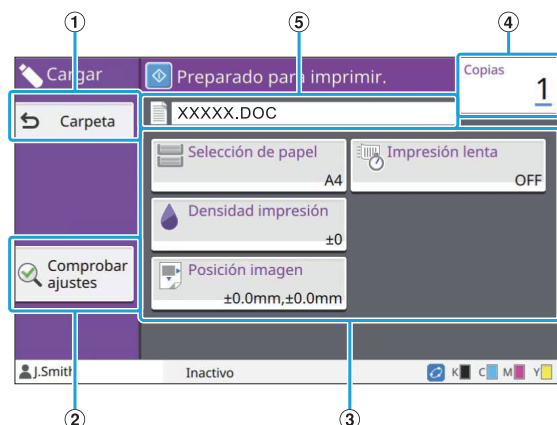 ①
⑤
④
Cargar
Preparado para imprimir.
Copias
1
Carpeta
XXXXX.DOC
Selección de papel
A4
Impresión lenta
OFF
Densidad impresión
±0
Comprobar
ajustes
Posición imagen
±0.0mm,±0.0mm
J.Smith
Inactivo
K C M Y
②
③